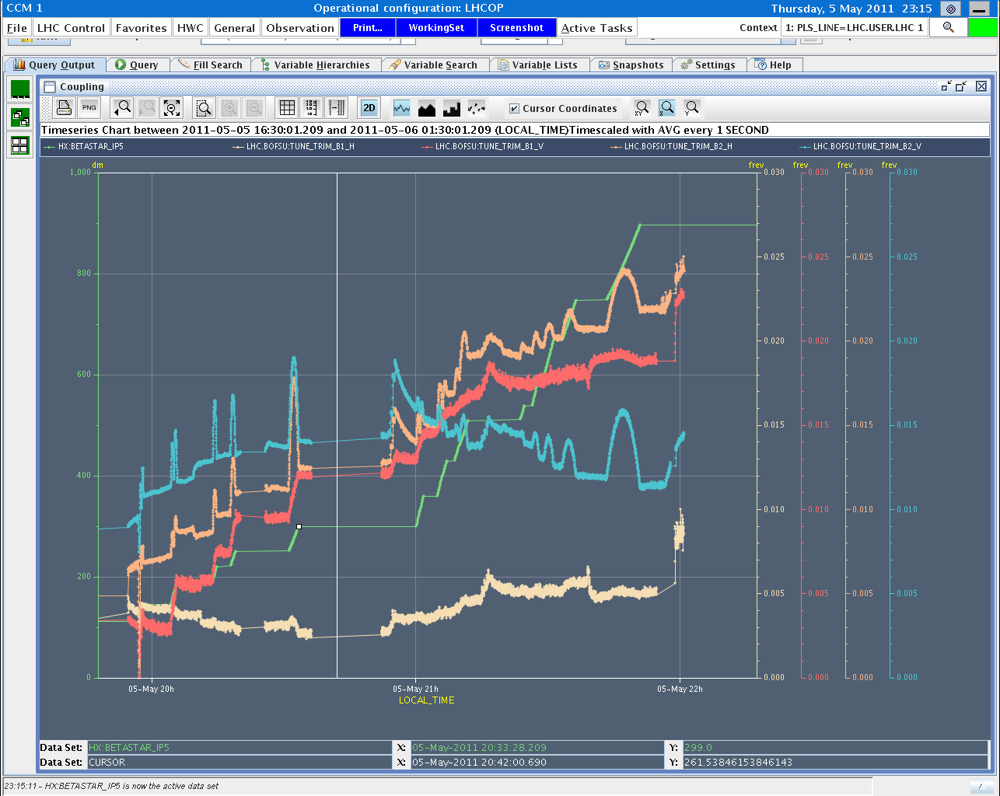 CCM 1 Operational configuration: LHCOP Thursday, 5 May 2011 23:15
File LHC Control Favorites HWC General Observation Print... WorkingSet Screenshot Active Tasks Context 1: PLS_LINE=LHC.USER.LHC 1
Query Output Query Fill Search Variable Hierarchies Variable Search Variable Lists Snapshots Settings Help
Coupling
PNG 2D Cursor Coordinates XY X Y
Timeseries Chart between 2011-05-05 16:30:01.209 and 2011-05-06 01:30:01.209 (LOCAL_TIME)Timescaled with AVG every 1 SECOND
HX:BETASTAR_IP5 LHC.BOFSU:TUNE_TRIM_B1_H LHC.BOFSU:TUNE_TRIM_B1_V LHC.BOFSU:TUNE_TRIM_B2_H LHC.BOFSU:TUNE_TRIM_B2_V
dm frev frev frev frev
1,000 0.030 0.030 0.030 0.030
0.025 0.025 0.025 0.025
800
0.020 0.020 0.020 0.020
600
0.015 0.015 0.015 0.015
400
0.010 0.010 0.010 0.010
200
0.005 0.005 0.005 0.005
0 0.000 0.000 0.000 0.000
05-May 20h 05-May 21h 05-May 22h
LOCAL_TIME
Data Set: HX:BETASTAR_IP5 X: 05-May-2011 20:33:28.209 Y: 299.0
Data Set: CURSOR X: 05-May-2011 20:42:00.690 Y: 261.53846153846143
23:15:11 - HX:BETASTAR_IP5 is now the active data set